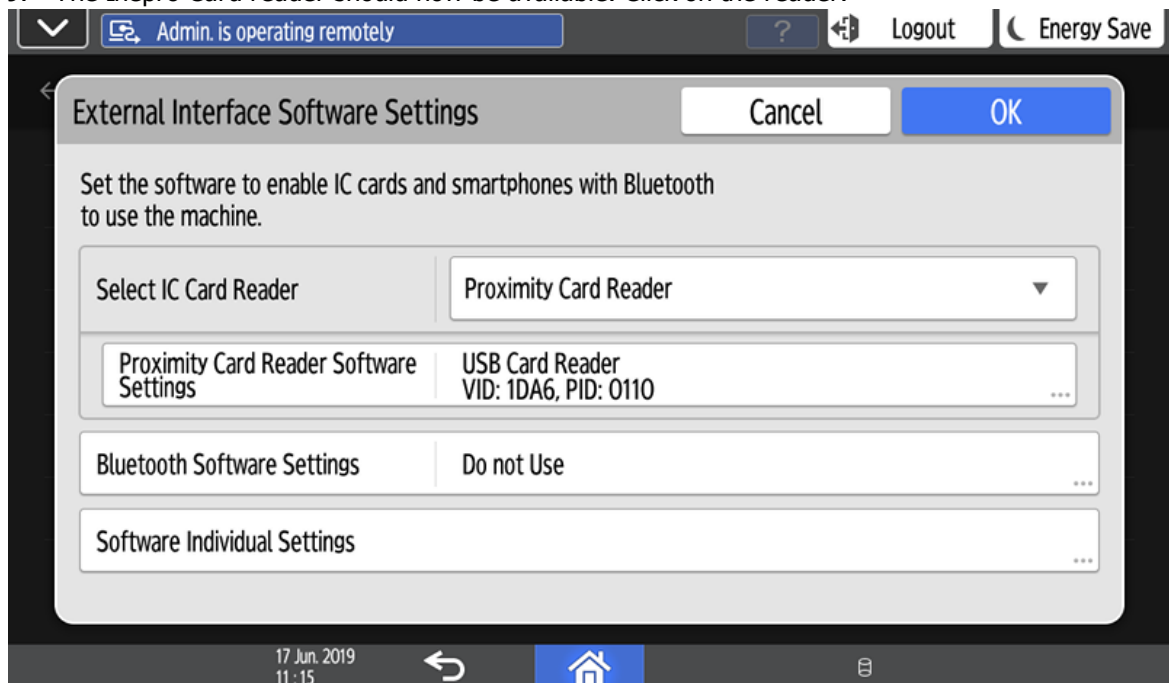 Admin. is operating remotely
?
Logout
Energy Save
External Interface Software Settings
Cancel
OK
Set the software to enable IC cards and smartphones with Bluetooth
to use the machine.
Select IC Card Reader
Proximity Card Reader
Proximity Card Reader Software
Settings
USB Card Reader
VID: 1DA6, PID: 0110
...
Bluetooth Software Settings
Do not Use
...
Software Individual Settings
...
17 Jun. 2019
11 : 15